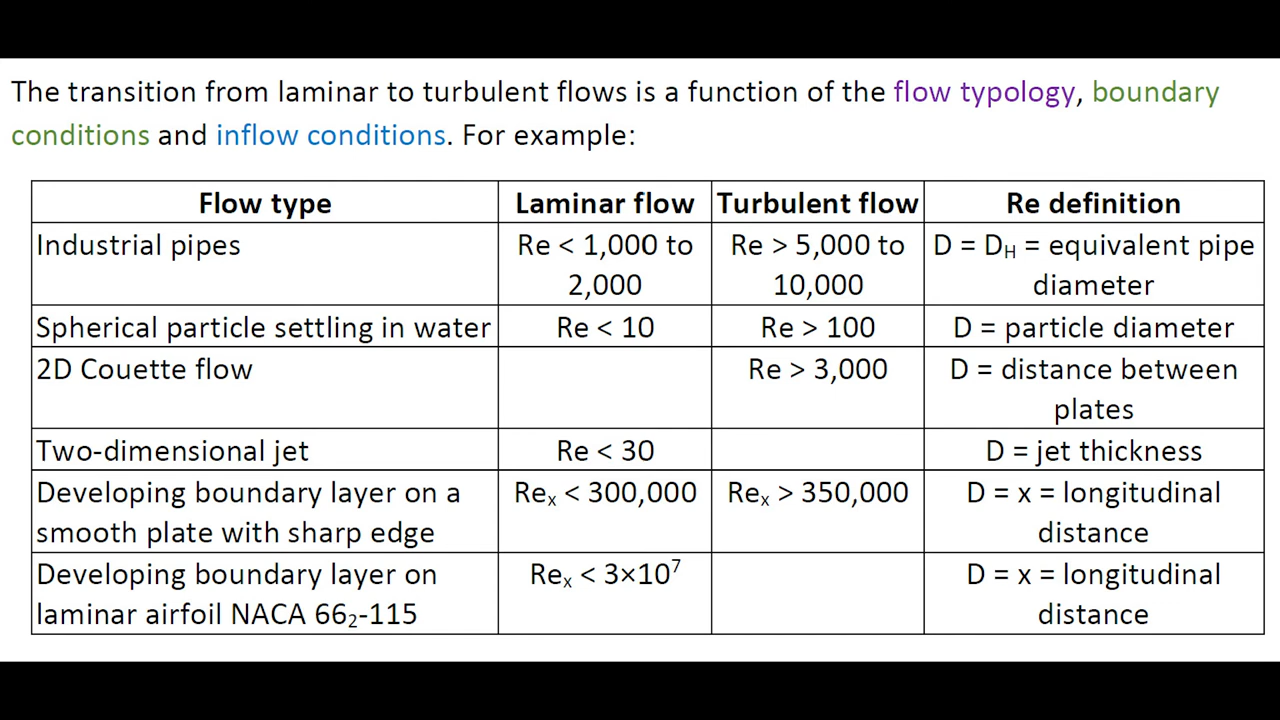 The transition from laminar to turbulent flows is a function of the flow typology, boundary
conditions and inflow conditions. For example:
Flow type Laminar flow Turbulent flow Re definition
Industrial pipes Re < 1,000 to Re > 5,000 to D = D_H = equivalent pipe
2,000 10,000 diameter
Spherical particle settling in water Re < 10 Re > 100 D = particle diameter
2D Couette flow Re > 3,000 D = distance between
plates
Two-dimensional jet Re < 30 D = jet thickness
Developing boundary layer on a Reₓ < 300,000 Reₓ > 350,000 D = x = longitudinal
smooth plate with sharp edge distance
Developing boundary layer on Reₓ < 3×10⁷ D = x = longitudinal
laminar airfoil NACA 66₂-115 distance